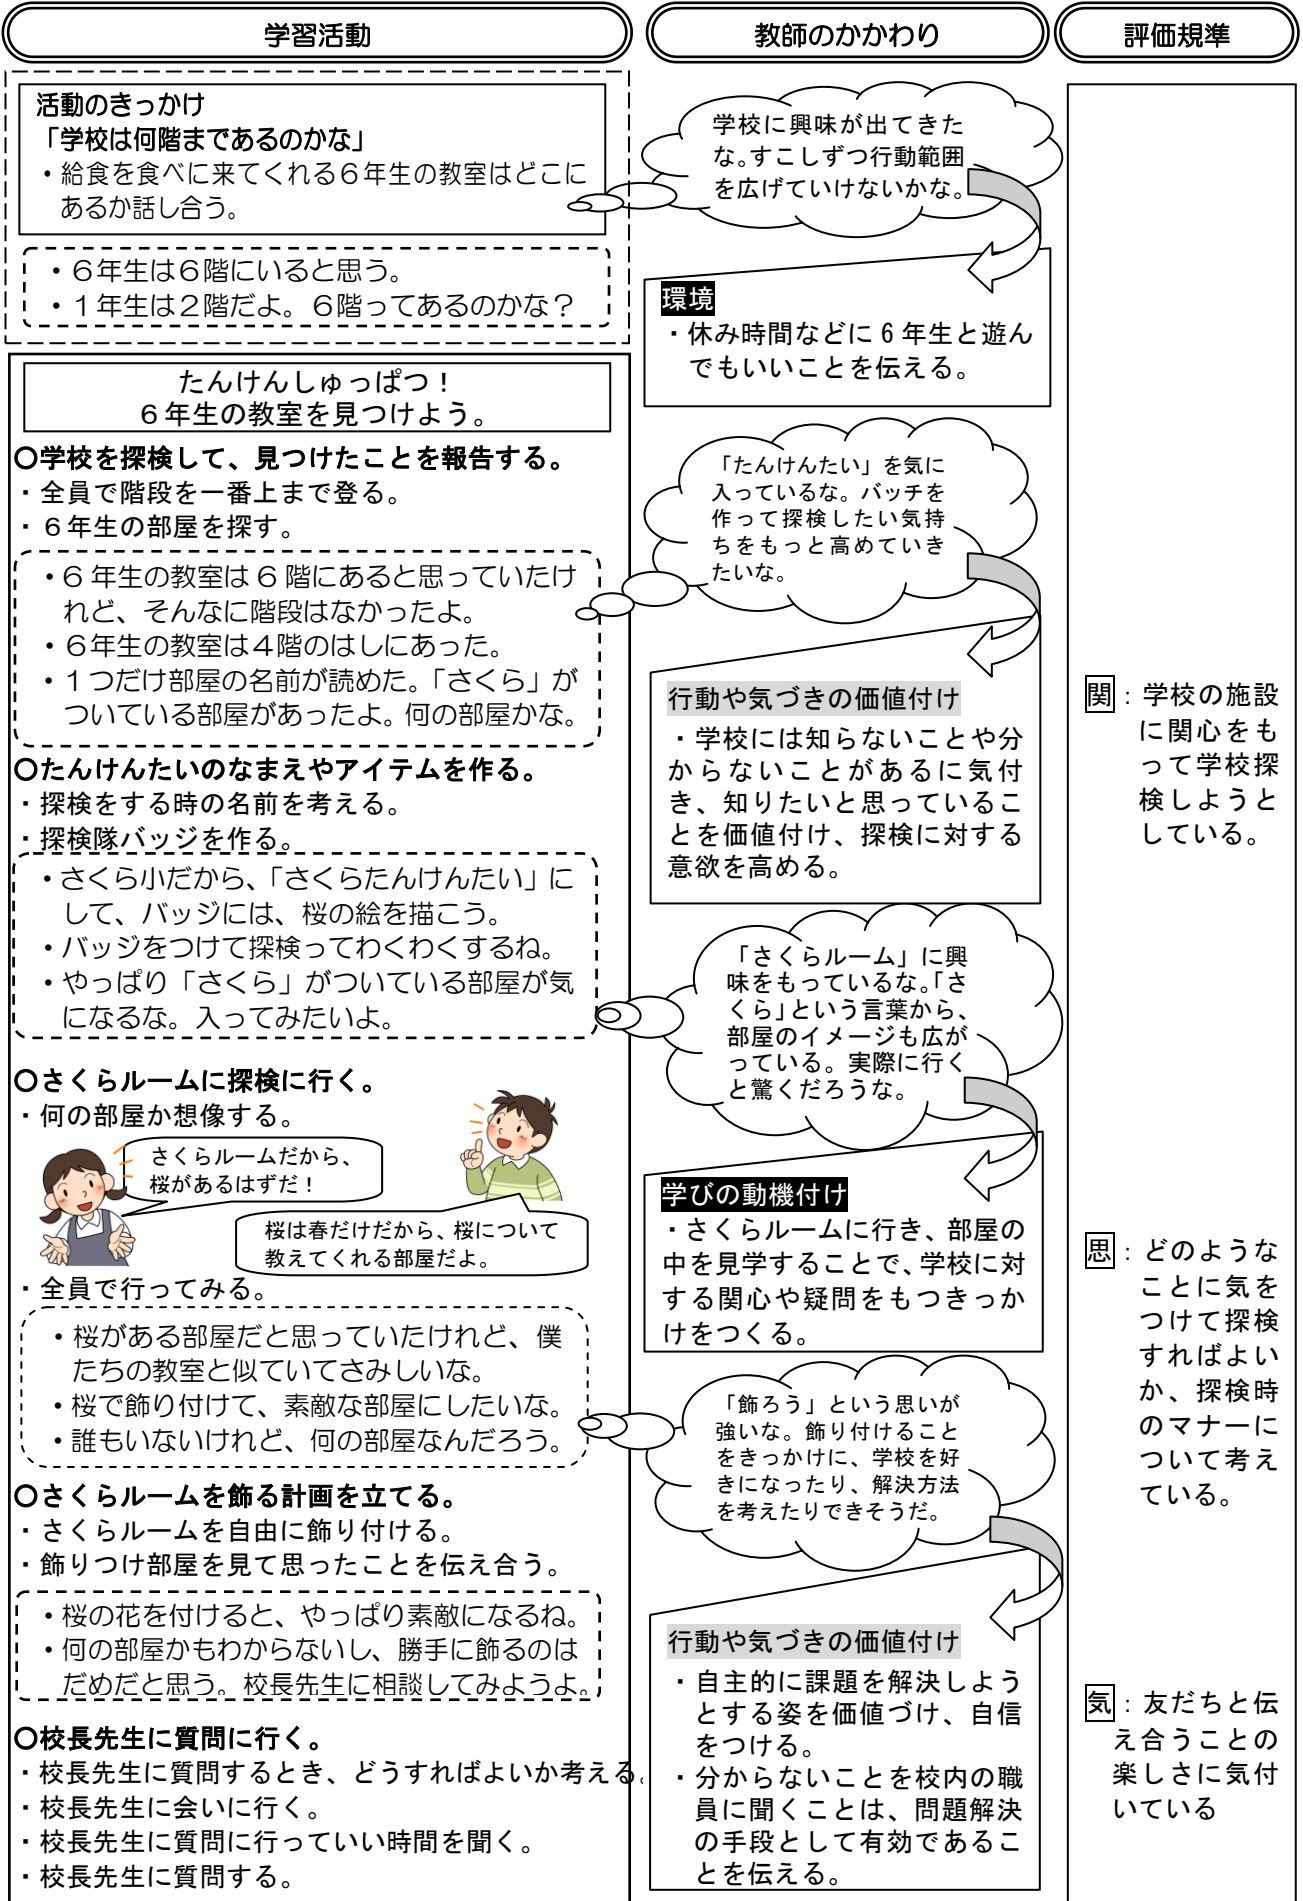 学習活動
教師のかかわり
評価規準
活動のきっかけ
「学校は何階まであるのかな」
・給食を食べに来てくれる６年生の教室はどこに
あるか話し合う。
・６年生は６階にいると思う。
・１年生は２階だよ。６階ってあるのかな？
たんけんしゅっぱつ！
６年生の教室を見つけよう。
〇学校を探検して、見つけたことを報告する。
・全員で階段を一番上まで登る。
・６年生の部屋を探す。
・６年生の教室は６階にあると思っていたけ
れど、そんなに階段はなかったよ。
・６年生の教室は４階のはしにあった。
・１つだけ部屋の名前が読めた。「さくら」が
ついている部屋があったよ。何の部屋かな。
〇たんけんたいのなまえやアイテムを作る。
・探検をする時の名前を考える。
・探検隊バッジを作る。
・さくら小だから、「さくらたんけんたい」に
して、バッジには、桜の絵を描こう。
・バッジをつけて探検ってわくわくするね。
・やっぱり「さくら」がついている部屋が気
になるな。入ってみたいよ。
〇さくらルームに探検に行く。
・何の部屋か想像する。
さくらルームだから、
桜があるはずだ！
桜は春だけだから、桜について
教えてくれる部屋だよ。
・全員で行ってみる。
・桜がある部屋だと思っていたけれど、僕
たちの教室と似ていてさみしいな。
・桜で飾り付けて、素敵な部屋にしたいな。
・誰もいないけれど、何の部屋なんだろう。
〇さくらルームを飾る計画を立てる。
・さくらルームを自由に飾り付ける。
・飾りつけ部屋を見て思ったことを伝え合う。
・桜の花を付けると、やっぱり素敵になるね。
・何の部屋かもわからないし、勝手に飾るのは
だめだと思う。校長先生に相談してみようよ。
〇校長先生に質問に行く。
・校長先生に質問するとき、どうすればよいか考える。
・校長先生に会いに行く。
・校長先生に質問に行っていい時間を聞く。
・校長先生に質問する。
学校に興味が出てきた
な。すこしずつ行動範囲
を広げていけないかな。
環境
・休み時間などに６年生と遊ん
でもいいことを伝える。
「たんけんたい」を気に
入っているな。バッチを
作って探検したい気持
ちをもっと高めていき
たいな。
行動や気づきの価値付け
・学校には知らないことや分
からないことがあるに気付
き、知りたいと思っているこ
とを価値付け、探検に対する
意欲を高める。
「さくらルーム」に興
味をもっているな。「さ
くら」という言葉から、
部屋のイメージも広が
っている。実際に行く
と驚くだろうな。
学びの動機付け
・さくらルームに行き、部屋の
中を見学することで、学校に対
する関心や疑問をもつきっか
けをつくる。
「飾ろう」という思いが
強いな。飾り付けること
をきっかけに、学校を好
きになったり、解決方法
を考えたりできそうだ。
行動や気づきの価値付け
・自主的に課題を解決しよう
とする姿を価値づけ、自信
をつける。
・分からないことを校内の職
員に聞くことは、問題解決
の手段として有効であるこ
とを伝える。
関：学校の施設
に関心をも
って学校探
検しようと
している。
思：どのような
ことに気を
つけて探検
すればよい
か、探検時
のマナーに
ついて考え
ている。
気：友だちと伝
え合うことの
楽しさに気付
いている